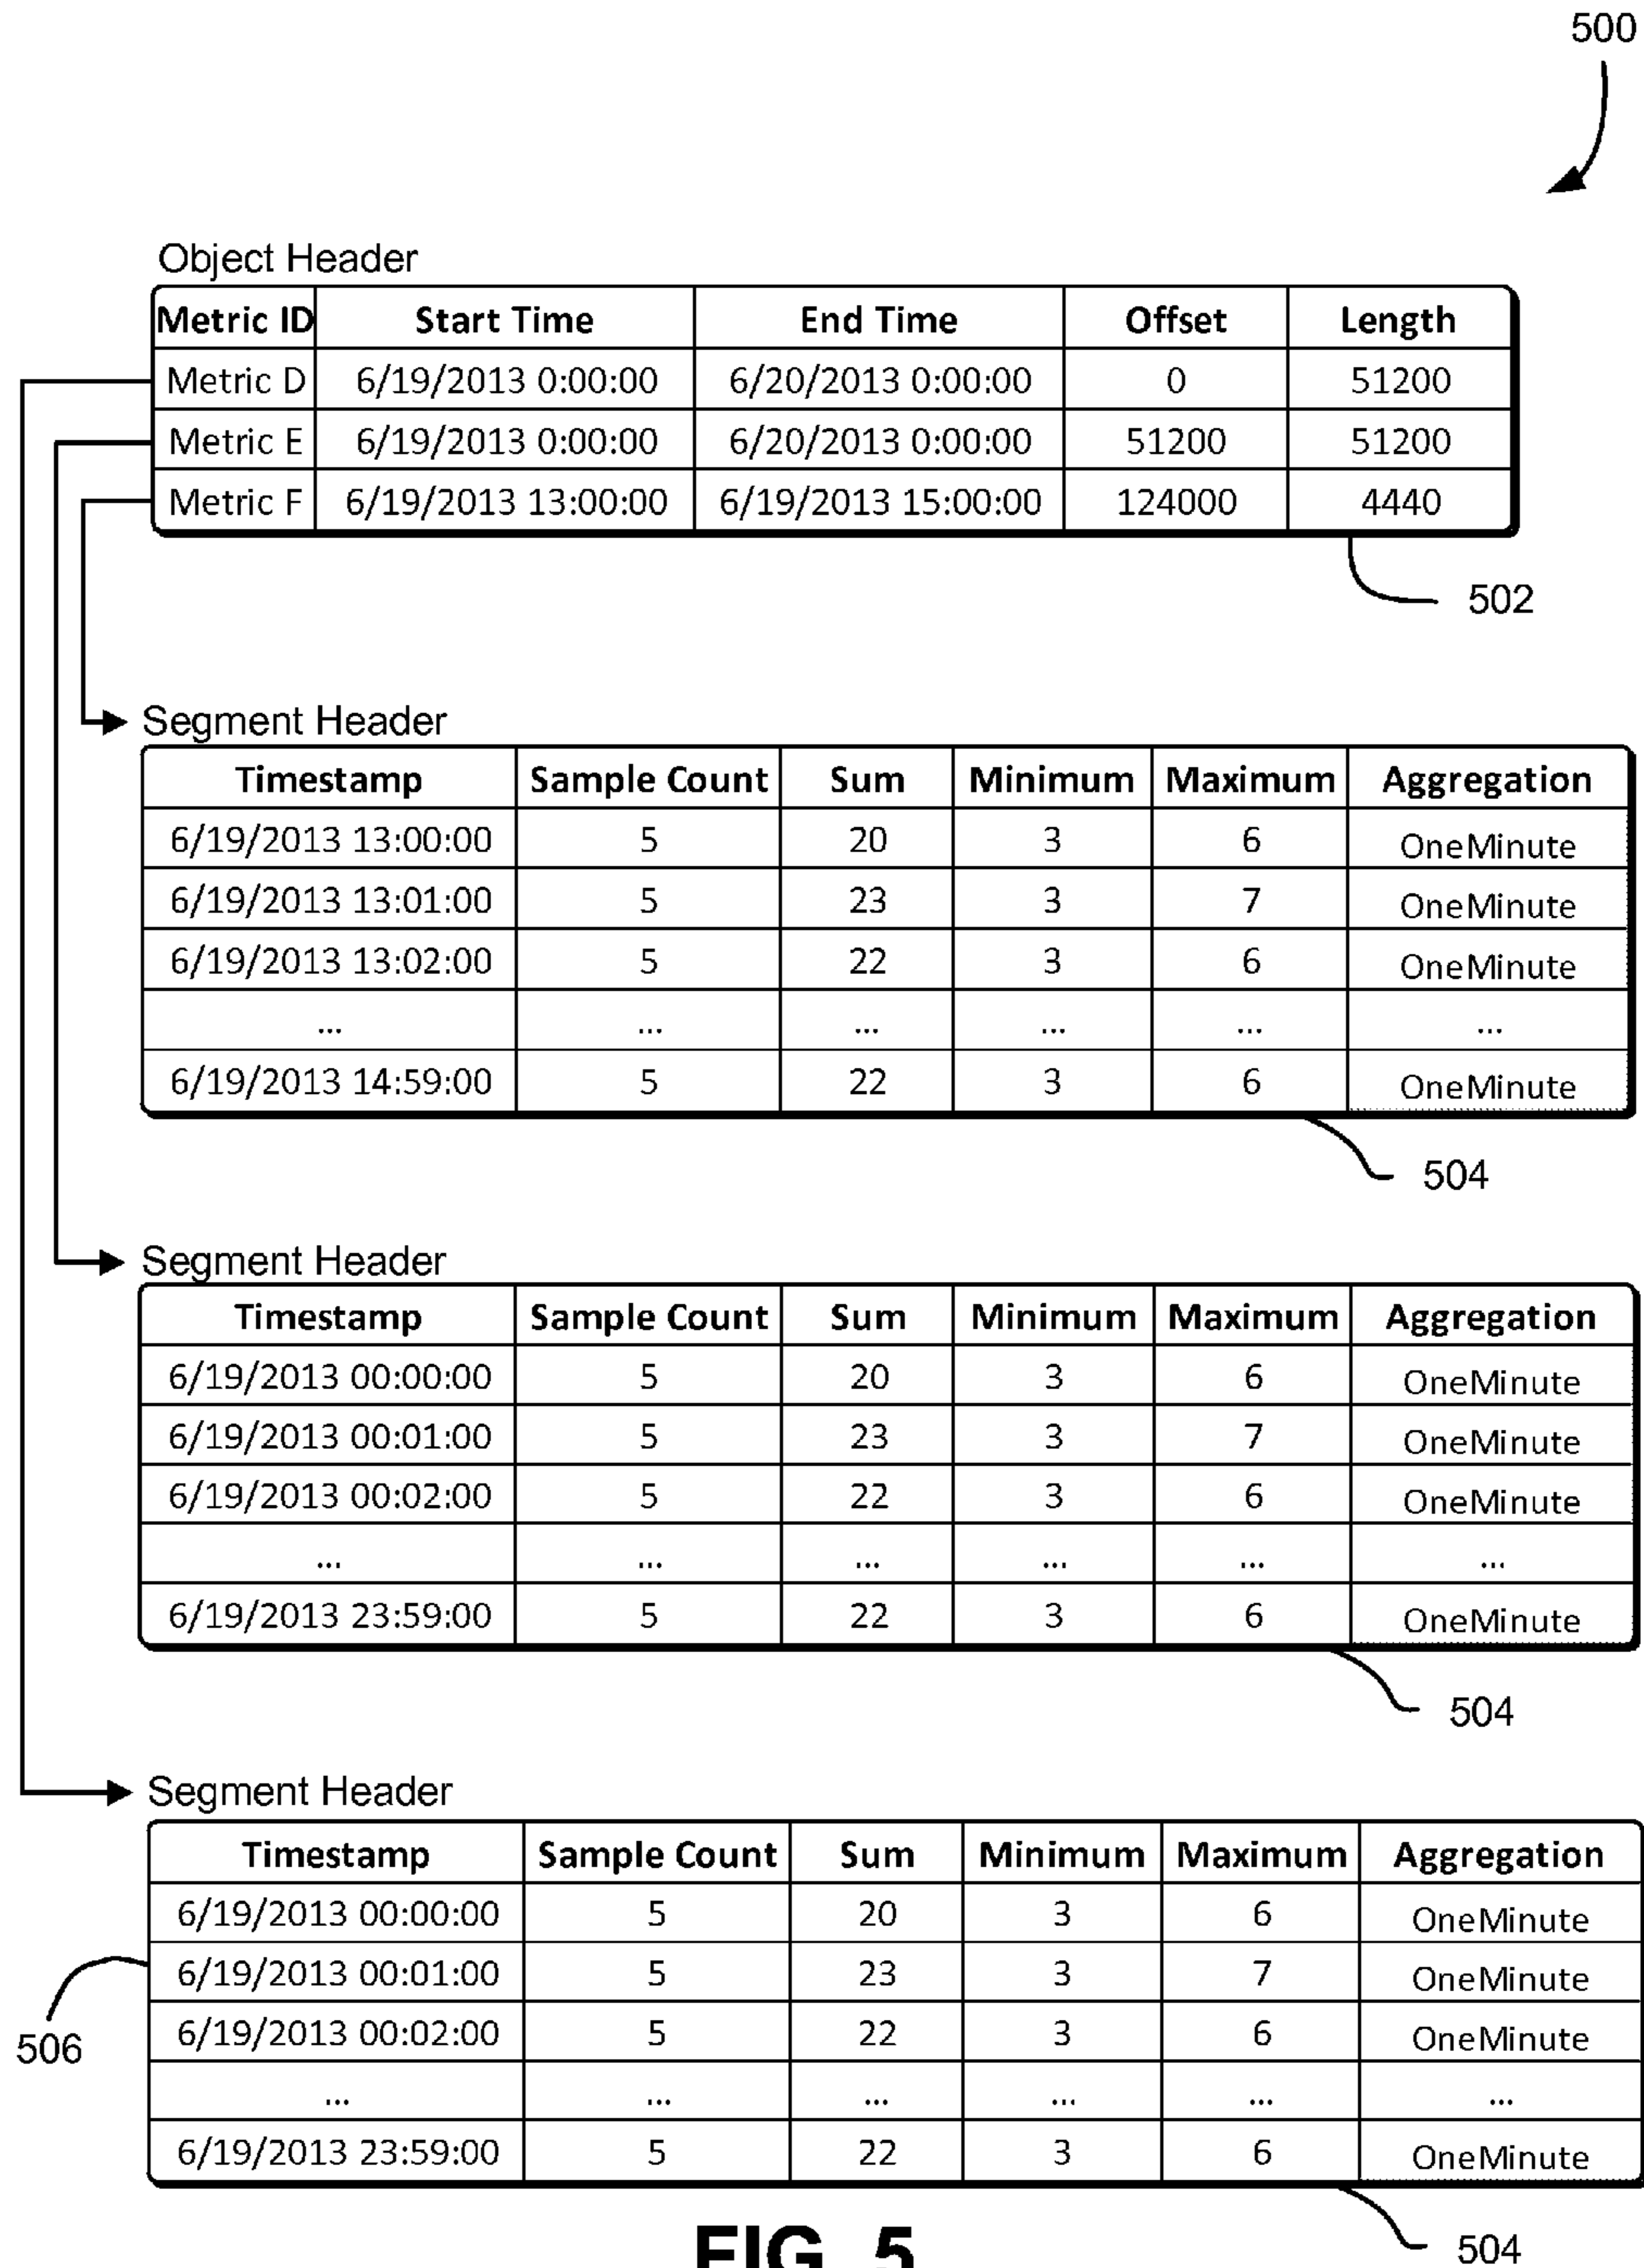 500
Object Header
Metric ID Start Time End Time Offset Length
Metric D 6/19/2013 0:00:00 6/20/2013 0:00:00 0 51200
Metric E 6/19/2013 0:00:00 6/20/2013 0:00:00 51200 51200
Metric F 6/19/2013 13:00:00 6/19/2013 15:00:00 124000 4440
502
Segment Header
Timestamp Sample Count Sum Minimum Maximum Aggregation
6/19/2013 13:00:00 5 20 3 6 OneMinute
6/19/2013 13:01:00 5 23 3 7 OneMinute
6/19/2013 13:02:00 5 22 3 6 OneMinute
... ... ... ... ... ...
6/19/2013 14:59:00 5 22 3 6 OneMinute
504
Segment Header
Timestamp Sample Count Sum Minimum Maximum Aggregation
6/19/2013 00:00:00 5 20 3 6 OneMinute
6/19/2013 00:01:00 5 23 3 7 OneMinute
6/19/2013 00:02:00 5 22 3 6 OneMinute
... ... ... ... ... ...
6/19/2013 23:59:00 5 22 3 6 OneMinute
504
Segment Header
Timestamp Sample Count Sum Minimum Maximum Aggregation
6/19/2013 00:00:00 5 20 3 6 OneMinute
6/19/2013 00:01:00 5 23 3 7 OneMinute
6/19/2013 00:02:00 5 22 3 6 OneMinute
506
... ... ... ... ... ...
6/19/2013 23:59:00 5 22 3 6 OneMinute
504
FIG. 5